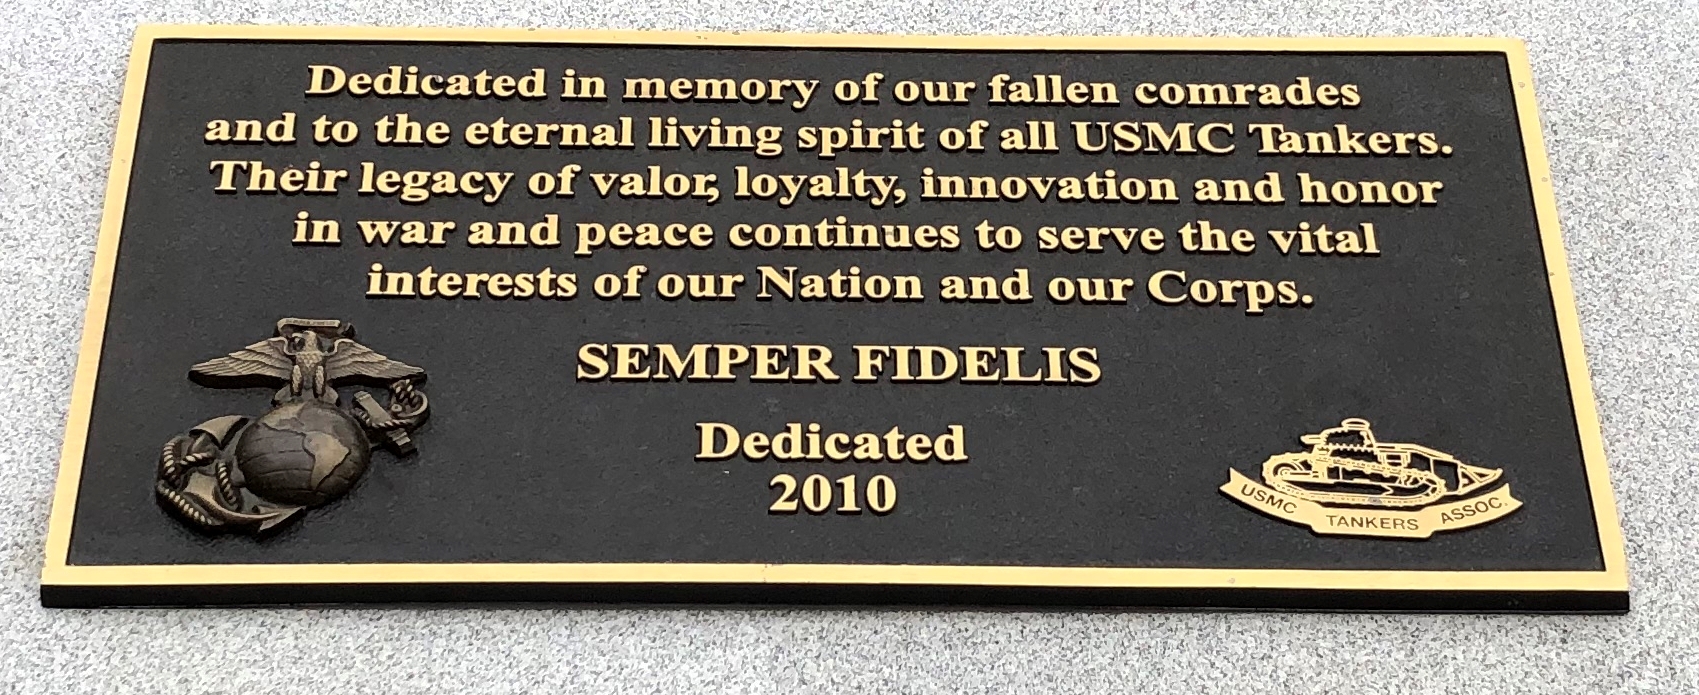 Dedicated in memory of our fallen comrades
and to the eternal living spirit of all USMC Tankers.
Their legacy of valor, loyalty, innovation and honor
in war and peace continues to serve the vital
interests of our Nation and our Corps.
SEMPER FIDELIS
Dedicated
2010
USMC TANKERS ASSOC.